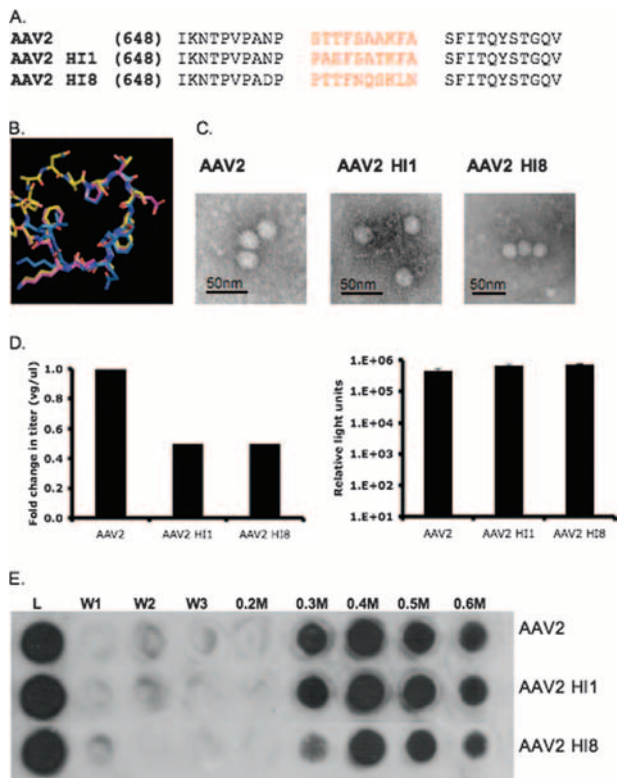 A.
AAV2 (648) IKNTPVPANP STTFSAAKFA SFITQYSTGQV
AAV2 HI1 (648) IKNTPVPANP PAEFSATKFA SFITQYSTGQV
AAV2 HI8 (648) IKNTPVPADP PTTFNQSKLN SFITQYSTGQV
B.
C.
AAV2
AAV2 HI1
AAV2 HI8
50nm
50nm
50nm
D.
Fold change in titer (vg/ul)
1.0
0.8
0.6
0.4
0.2
0.0
AAV2
AAV2 HI1
AAV2 HI8
Relative light units
1.E+06
1.E+05
1.E+04
1.E+03
1.E+02
1.E+01
AAV2
AAV2 HI1
AAV2 HI8
E.
L W1 W2 W3 0.2M 0.3M 0.4M 0.5M 0.6M
AAV2
AAV2 HI1
AAV2 HI8